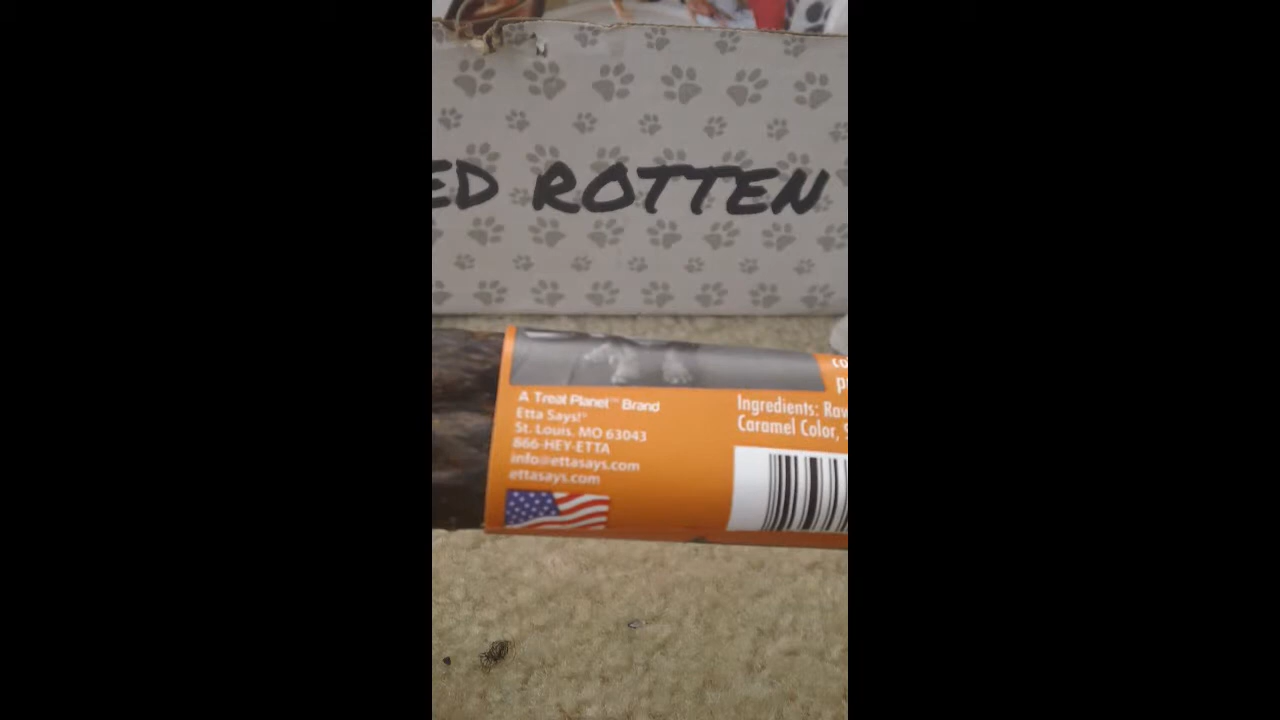 ED ROTTEN
A Treat Planet™ Brand
Etta Says!®
St. Louis, MO 63043
866-HEY-ETTA
info@ettasays.com
ettasays.com
Ingredients: Raw
Caramel Color,